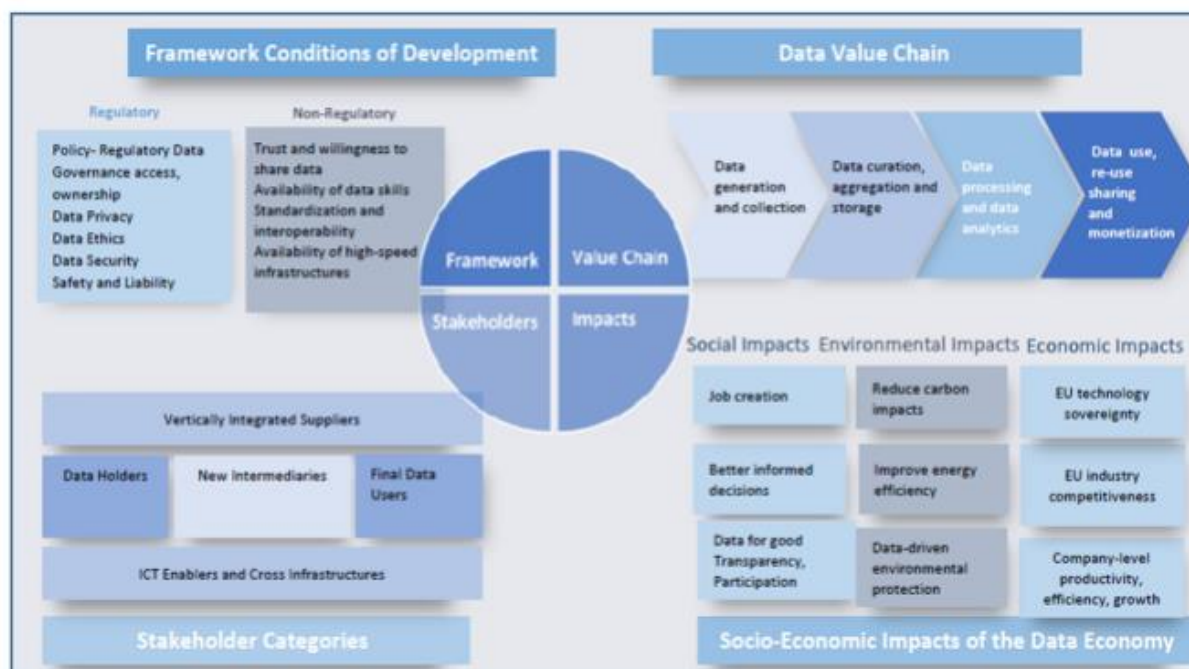 Framework Conditions of Development
Data Value Chain
Regulatory
Non-Regulatory
Policy- Regulatory Data
Governance access,
ownership
Data Privacy
Data Ethics
Data Security
Safety and Liability
Trust and willingness to
share data
Availability of data skills
Standardization and
interoperability
Availability of high-speed
infrastructures
Data
generation
and collection
Data curation,
aggregation and
storage
Data
processing
and data
analytics
Data use,
re-use
sharing
and
monetization
Framework
Value Chain
Stakeholders
Impacts
Vertically Integrated Suppliers
Data Holders
New Intermediaries
Final Data
Users
ICT Enablers and Cross Infrastructures
Stakeholder Categories
Social Impacts
Environmental Impacts
Economic Impacts
Job creation
Reduce carbon
impacts
EU technology
sovereignty
Better informed
decisions
Improve energy
efficiency
EU industry
competitiveness
Data for good
Transparency,
Participation
Data-driven
environmental
protection
Company-level
productivity,
efficiency, growth
Socio-Economic Impacts of the Data Economy